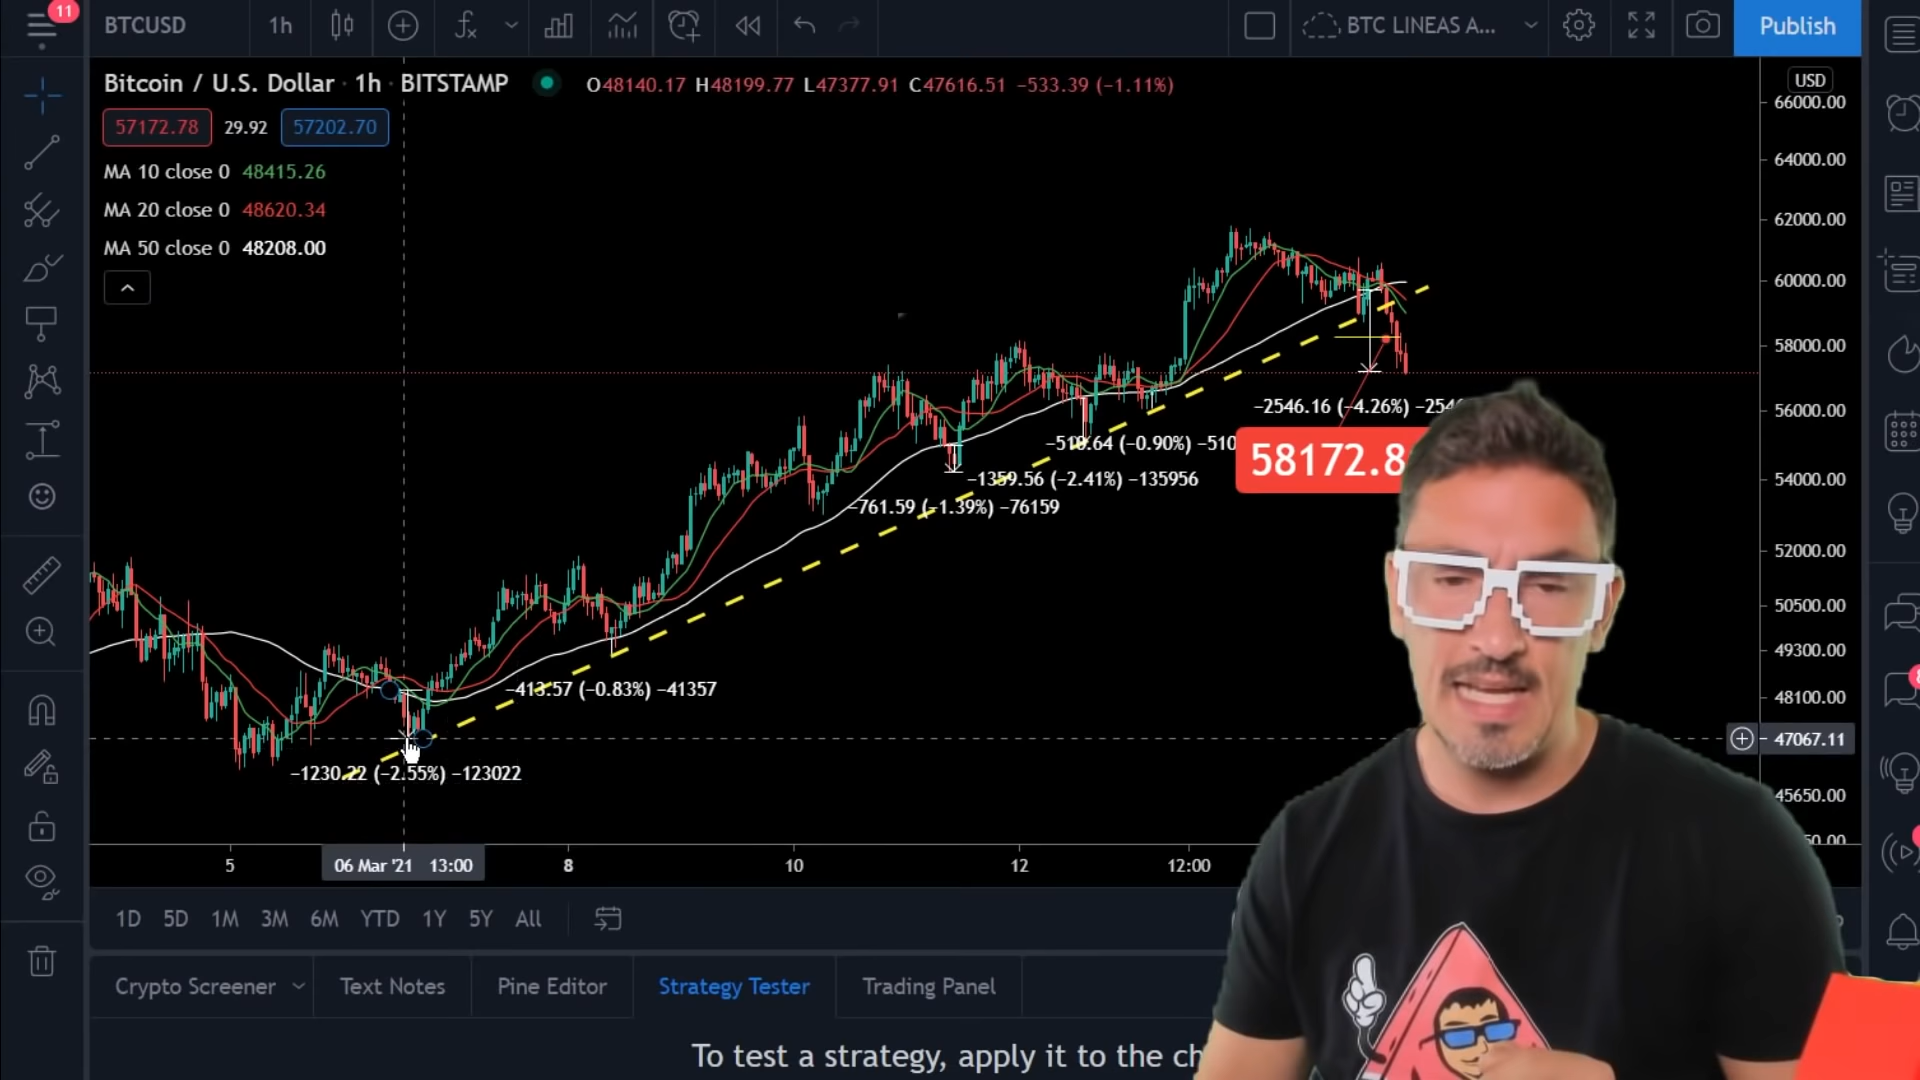 11
BTCUSD 1h BTC LINEAS A... Publish
Bitcoin / U.S. Dollar · 1h · BITSTAMP O48140.17 H48199.77 L47377.91 C47616.51 −533.39 (−1.11%) USD
57172.78 29.92 57202.70
MA 10 close 0 48415.26
MA 20 close 0 48620.34
MA 50 close 0 48208.00
66000.00
64000.00
62000.00
60000.00
58000.00
56000.00
54000.00
52000.00
50500.00
49300.00
48100.00
47067.11
45650.00
−2546.16 (−4.26%)
(−0.90%)
58172.8
−1359.56 (−2.41%) −135956
−761.59 (−1.39%) −76159
−413.57 (−0.83%) −41357
−1230.22 (−2.55%) −123022
5 06 Mar '21 13:00 8 10 12 12:00
1D 5D 1M 3M 6M YTD 1Y 5Y All
Crypto Screener Text Notes Pine Editor Strategy Tester Trading Panel
To test a strategy, apply it to the